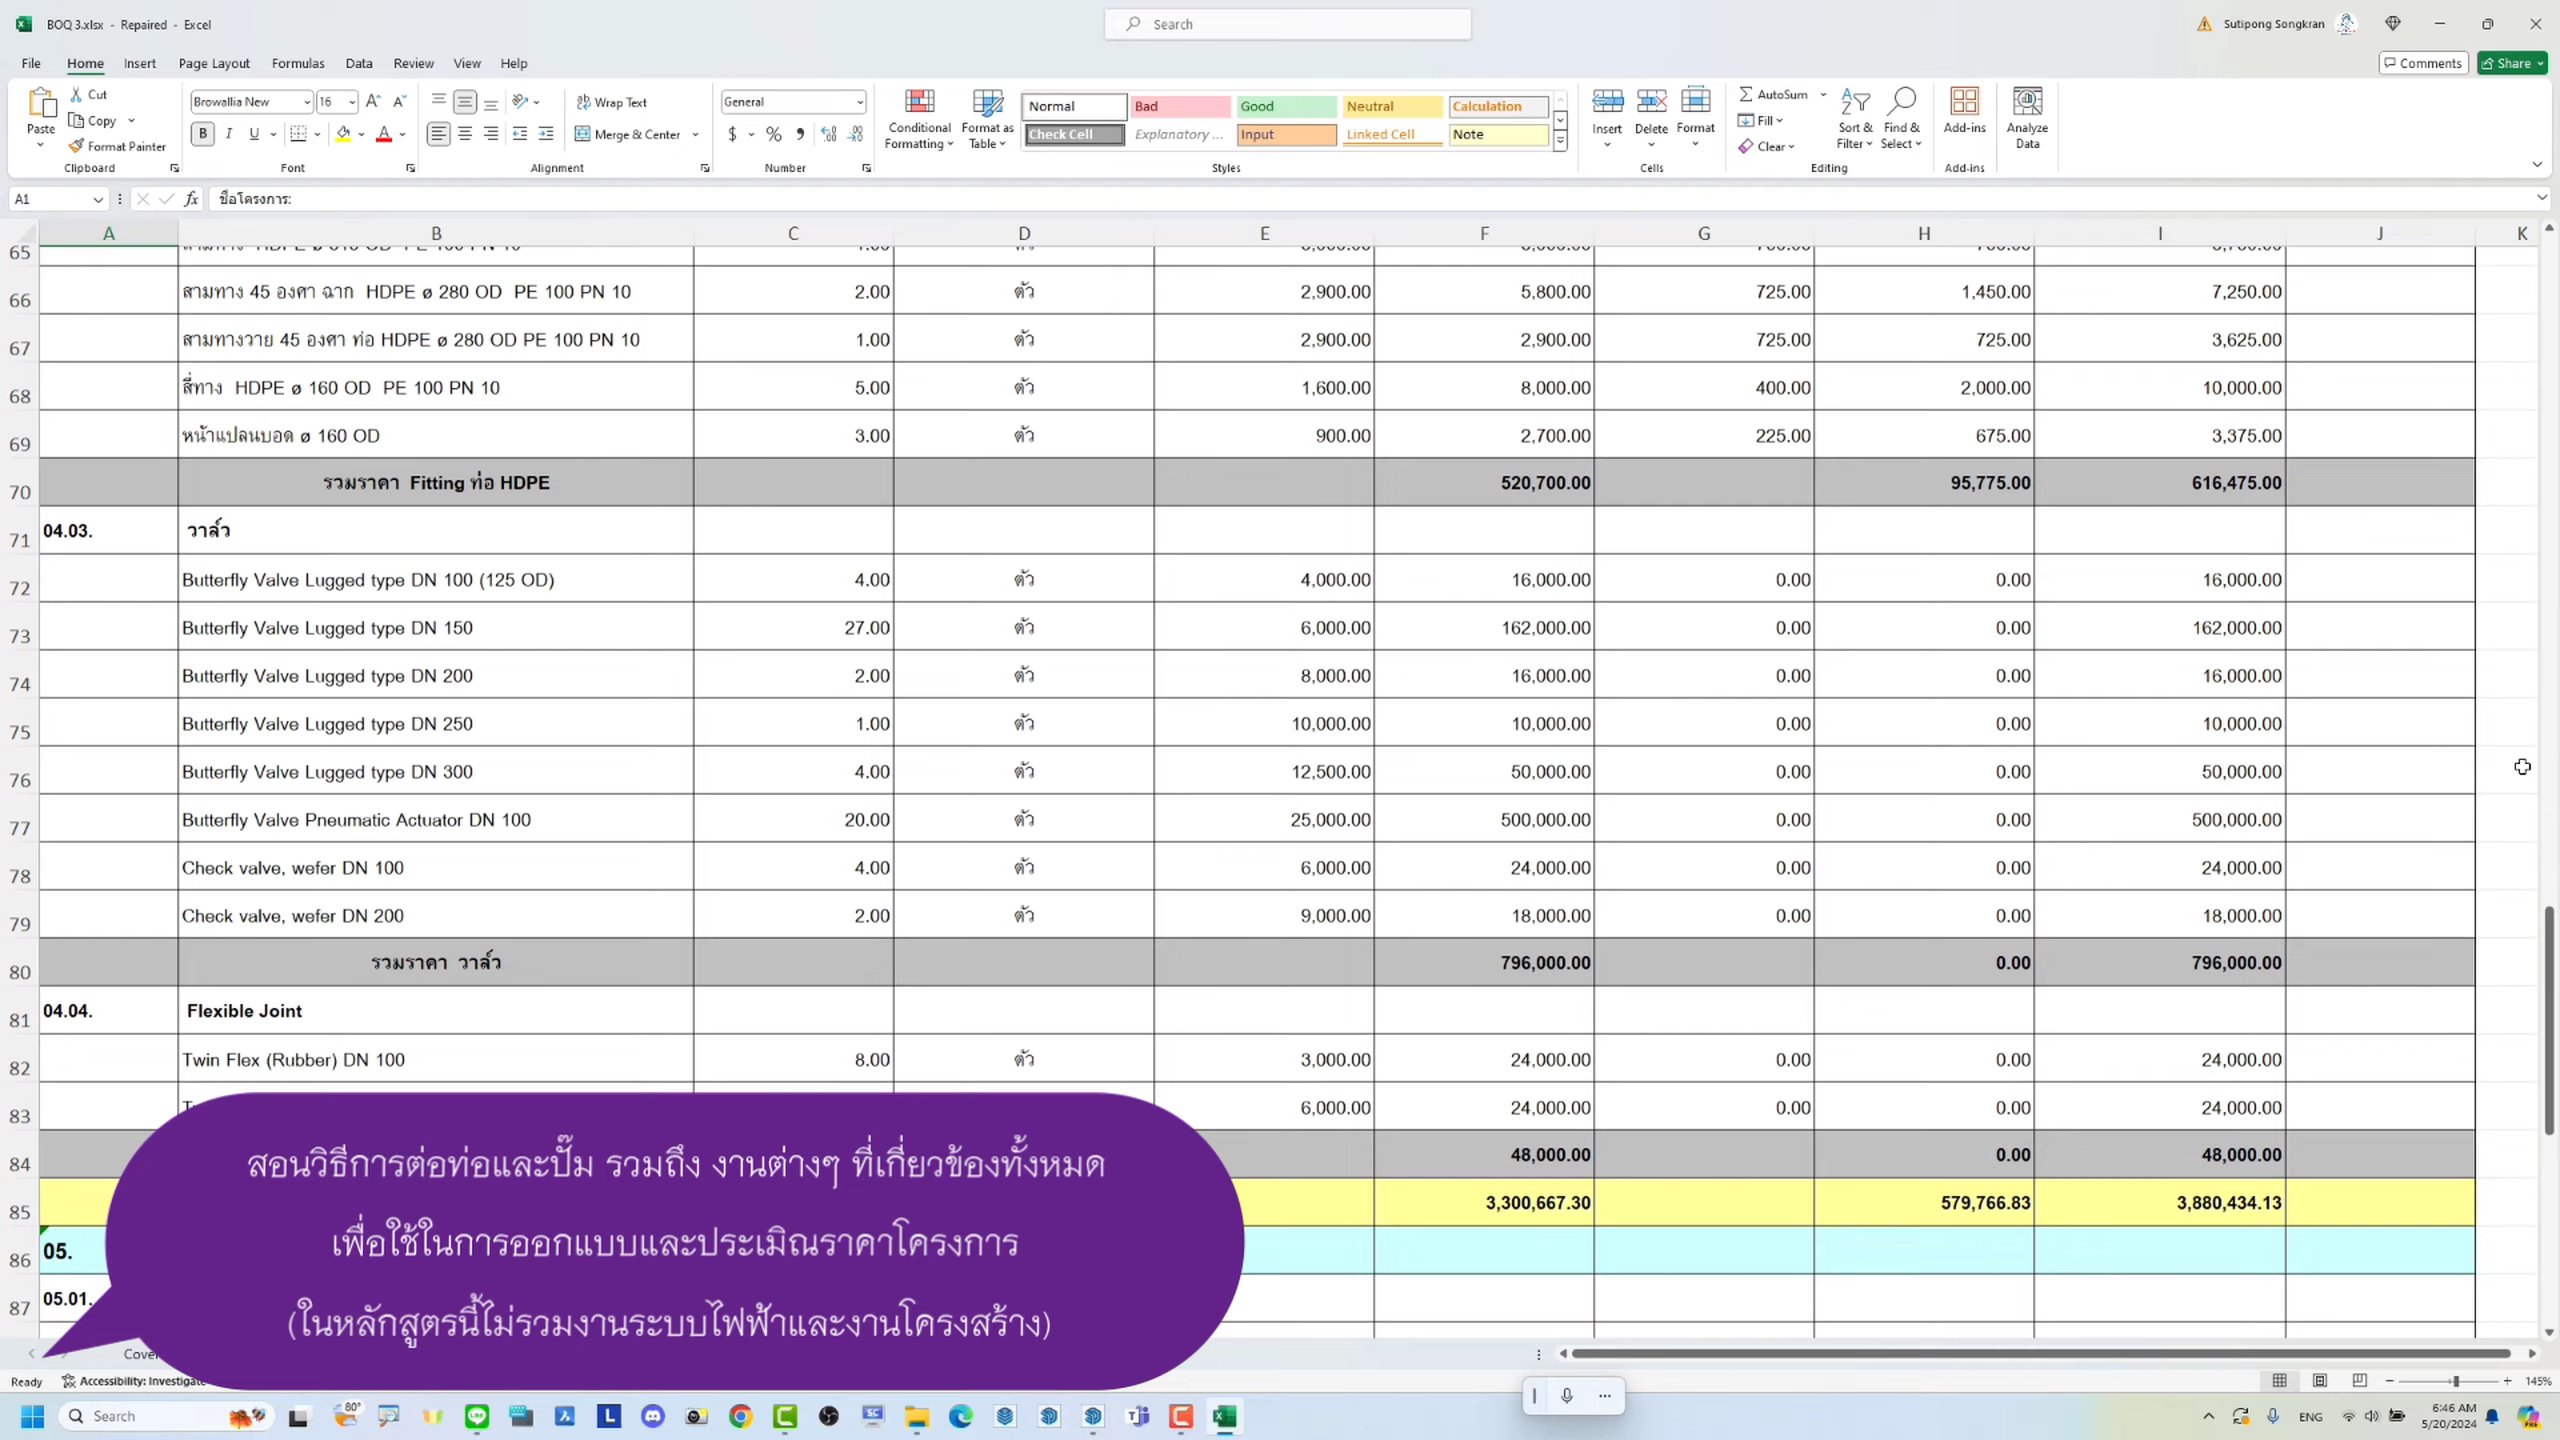 BOQ 3.xlsx - Repaired - Excel
Search
Sutipong Songkran
File Home Insert Page Layout Formulas Data Review View Help
Comments Share
Paste Cut Copy Format Painter
Browallia New 16
B I U
Wrap Text
Merge & Center
General
$ % ,
Conditional Formatting Format as Table
Normal Bad Good Neutral Calculation
Check Cell Explanatory ... Input Linked Cell Note
Insert Delete Format
AutoSum Fill Clear
Sort & Filter Find & Select
Add-ins
Analyze Data
Clipboard Font Alignment Number Styles Cells Editing Add-ins
A1 fx ชื่อโครงการ:
A B C D E F G H I J K
65
66 สามทาง 45 องศา ฉาก HDPE ø 280 OD PE 100 PN 10 2.00 ตัว 2,900.00 5,800.00 725.00 1,450.00 7,250.00
67 สามทางวาย 45 องศา ท่อ HDPE ø 280 OD PE 100 PN 10 1.00 ตัว 2,900.00 2,900.00 725.00 725.00 3,625.00
68 สี่ทาง HDPE ø 160 OD PE 100 PN 10 5.00 ตัว 1,600.00 8,000.00 400.00 2,000.00 10,000.00
69 หน้าแปลนบอด ø 160 OD 3.00 ตัว 900.00 2,700.00 225.00 675.00 3,375.00
70 รวมราคา Fitting ท่อ HDPE 520,700.00 95,775.00 616,475.00
71 04.03. วาล์ว
72 Butterfly Valve Lugged type DN 100 (125 OD) 4.00 ตัว 4,000.00 16,000.00 0.00 0.00 16,000.00
73 Butterfly Valve Lugged type DN 150 27.00 ตัว 6,000.00 162,000.00 0.00 0.00 162,000.00
74 Butterfly Valve Lugged type DN 200 2.00 ตัว 8,000.00 16,000.00 0.00 0.00 16,000.00
75 Butterfly Valve Lugged type DN 250 1.00 ตัว 10,000.00 10,000.00 0.00 0.00 10,000.00
76 Butterfly Valve Lugged type DN 300 4.00 ตัว 12,500.00 50,000.00 0.00 0.00 50,000.00
77 Butterfly Valve Pneumatic Actuator DN 100 20.00 ตัว 25,000.00 500,000.00 0.00 0.00 500,000.00
78 Check valve, wefer DN 100 4.00 ตัว 6,000.00 24,000.00 0.00 0.00 24,000.00
79 Check valve, wefer DN 200 2.00 ตัว 9,000.00 18,000.00 0.00 0.00 18,000.00
80 รวมราคา วาล์ว 796,000.00 0.00 796,000.00
81 04.04. Flexible Joint
82 Twin Flex (Rubber) DN 100 8.00 ตัว 3,000.00 24,000.00 0.00 0.00 24,000.00
83 6,000.00 24,000.00 0.00 0.00 24,000.00
84 48,000.00 0.00 48,000.00
85 3,300,667.30 579,766.83 3,880,434.13
86 05.
87 05.01.
สอนวิธีการต่อท่อและปั๊ม รวมถึง งานต่างๆ ที่เกี่ยวข้องทั้งหมด
เพื่อใช้ในการออกแบบและประเมิณราคาโครงการ
(ในหลักสูตรนี้ไม่รวมงานระบบไฟฟ้าและงานโครงสร้าง)
Ready Accessibility: Investigate 145%
Search 80° ENG 6:46 AM
5/20/2024